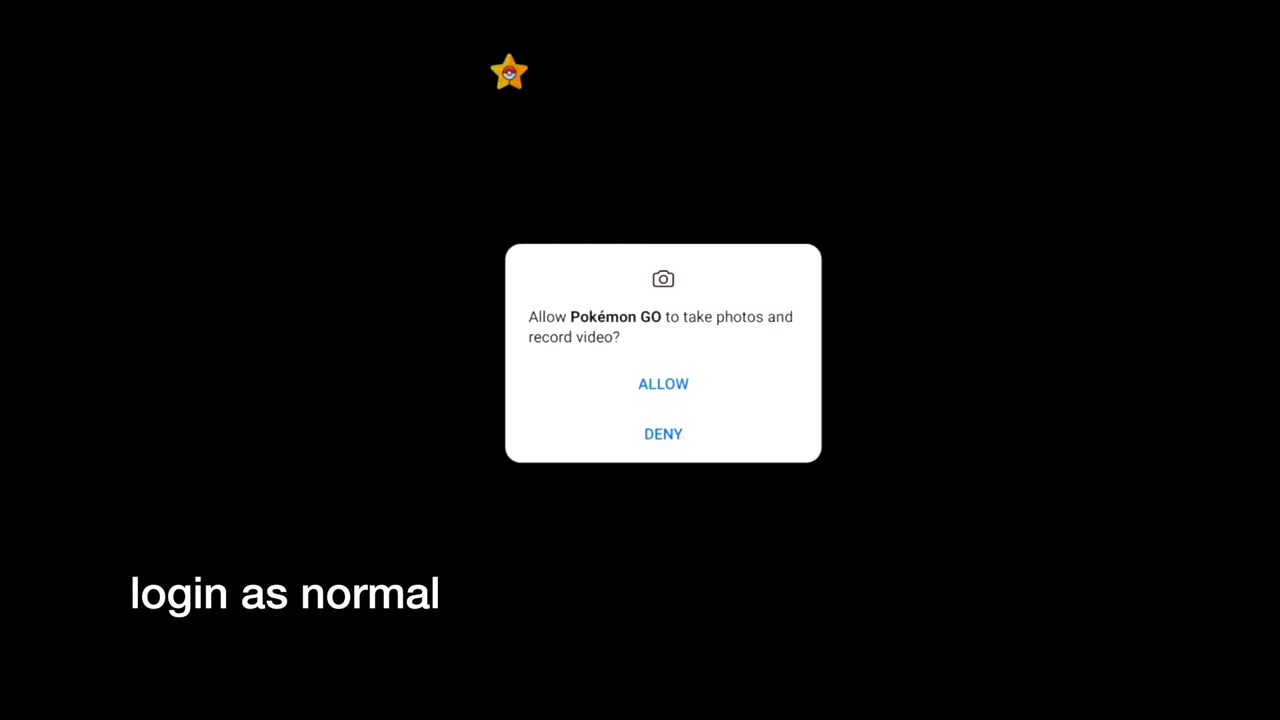 Allow Pokémon GO to take photos and
record video?
ALLOW
DENY
login as normal